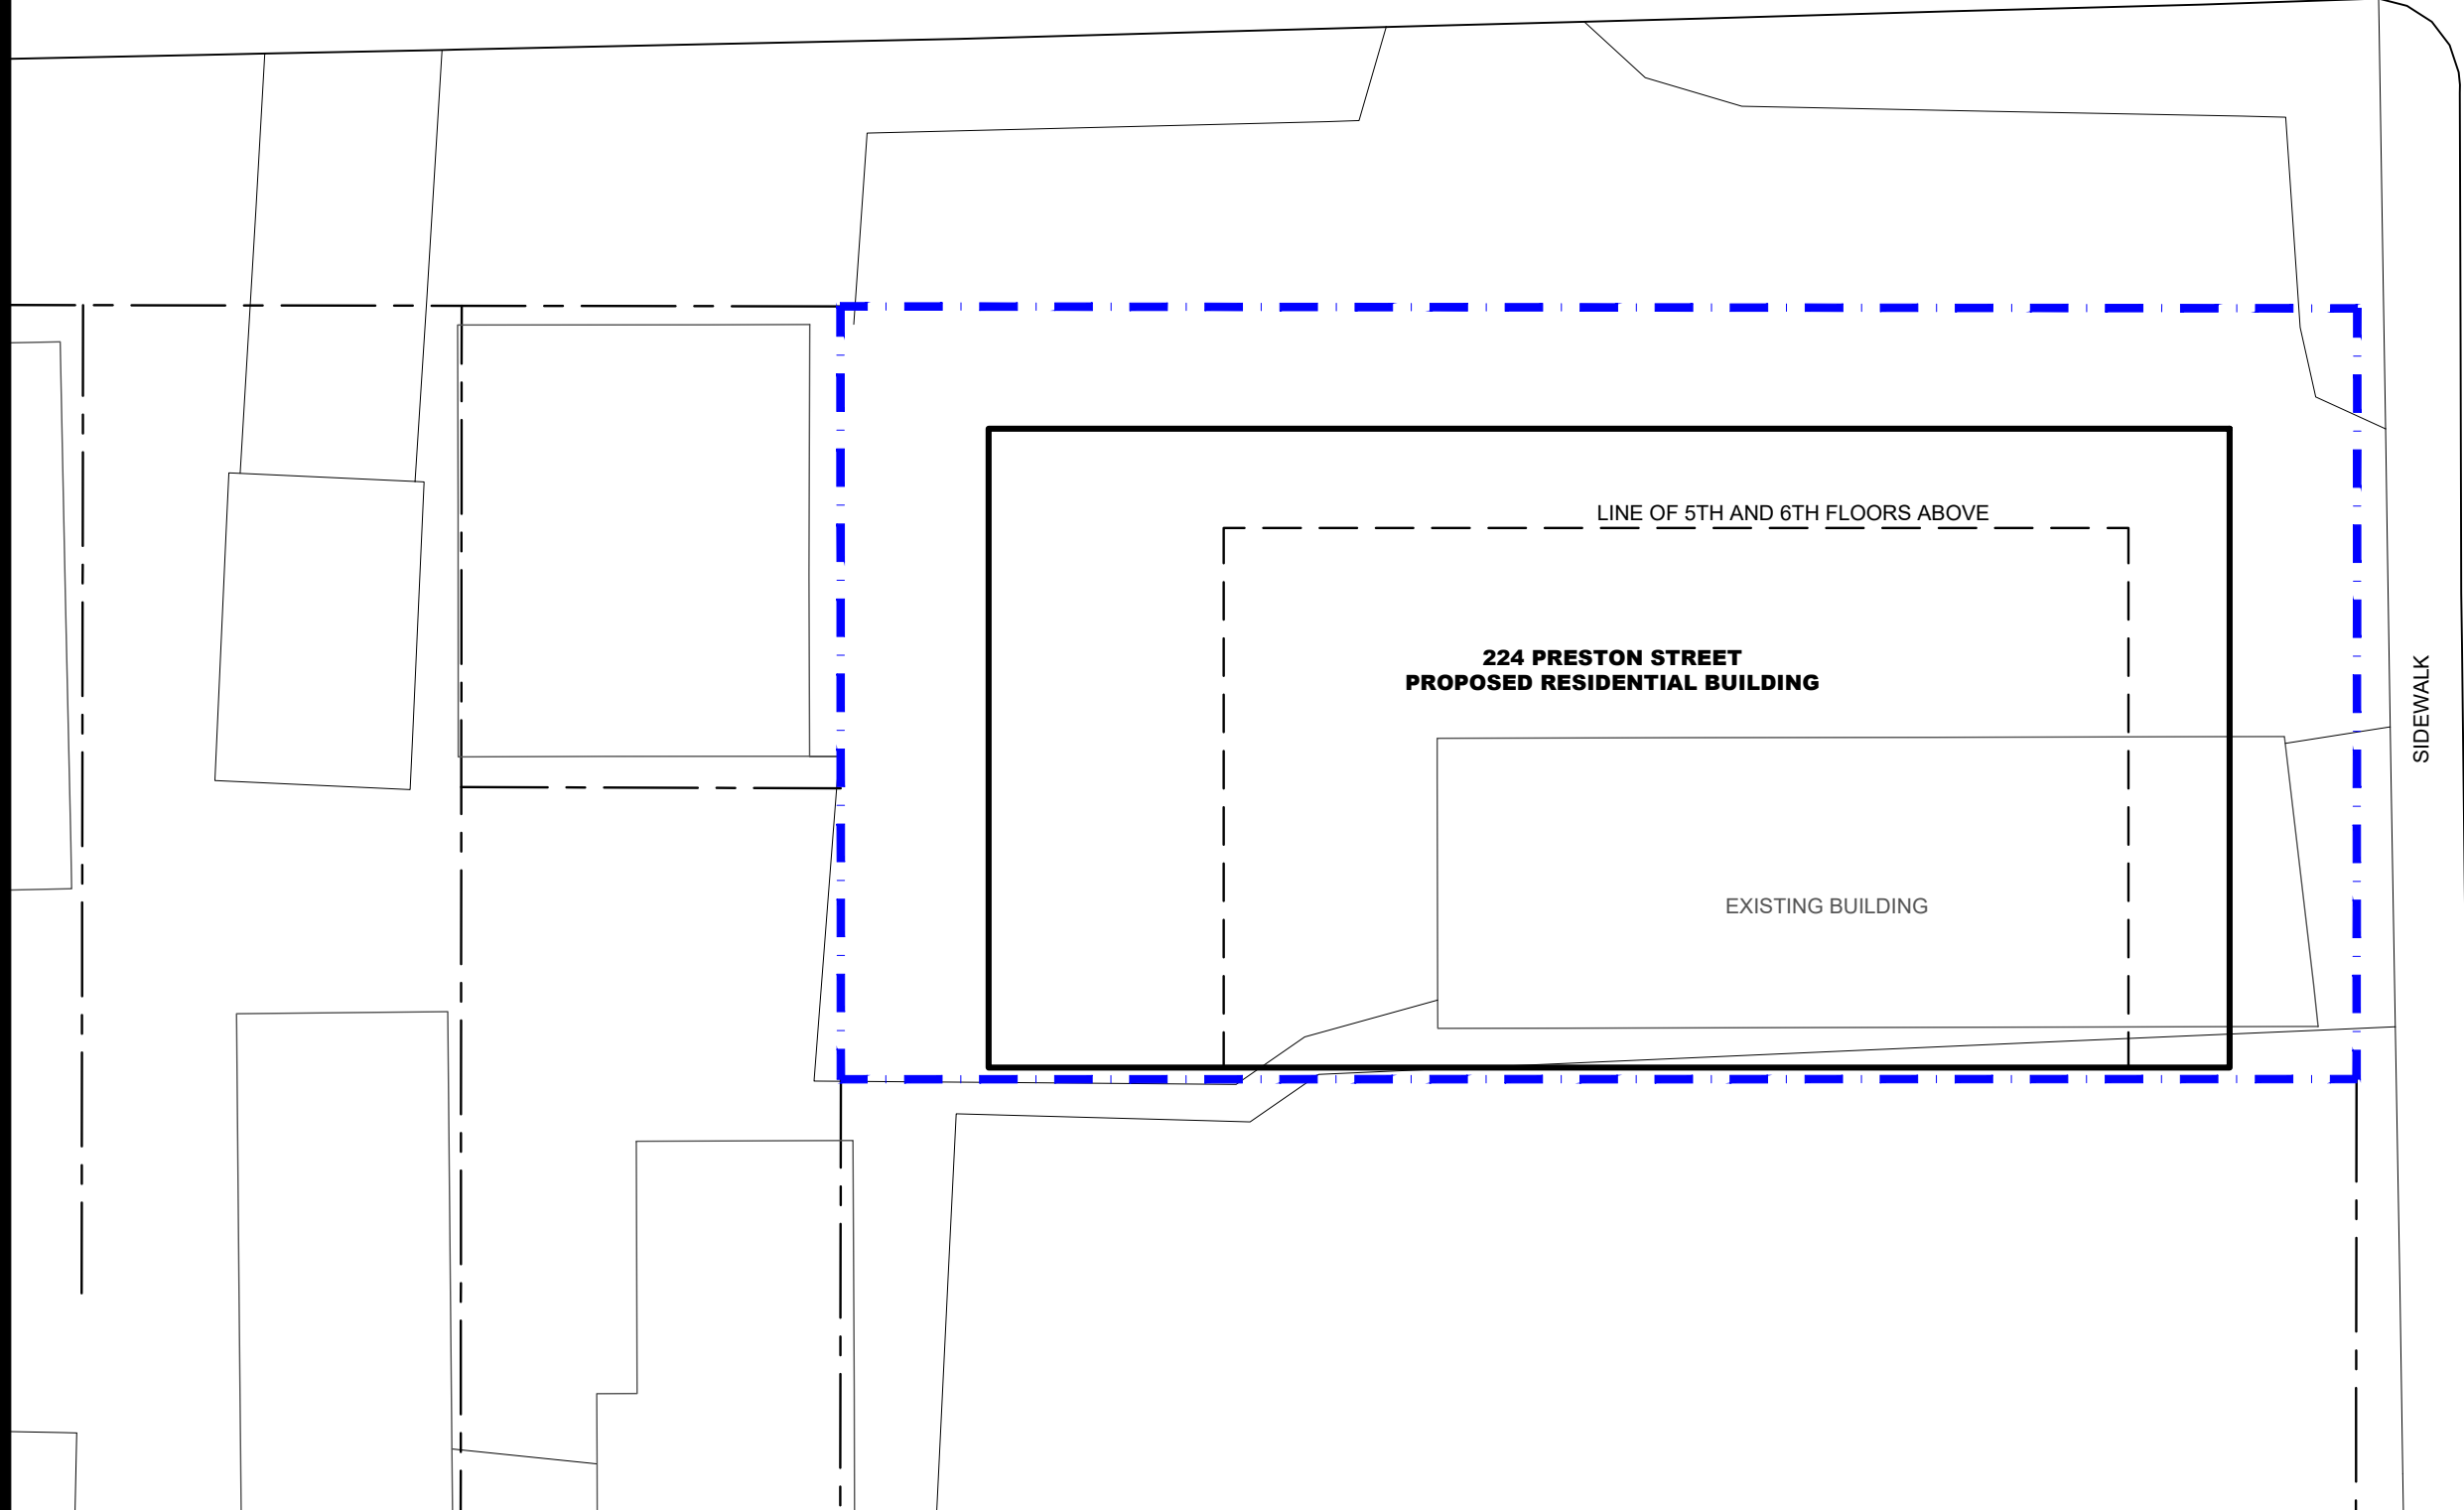 LINE OF 5TH AND 6TH FLOORS ABOVE
224 PRESTON STREET
PROPOSED RESIDENTIAL BUILDING
SIDEWALK
EXISTING BUILDING